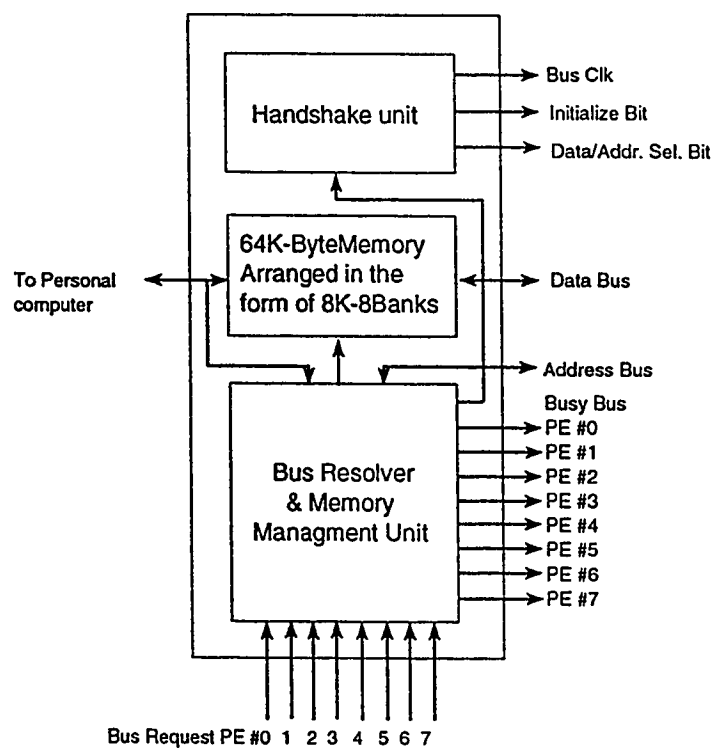 Bus Clk
Handshake unit
Initialize Bit
Data/Addr. Sel. Bit
64K-ByteMemory
Arranged in the
form of 8K-8Banks
To Personal
computer
Data Bus
Address Bus
Busy Bus
PE #0
PE #1
PE #2
PE #3
PE #4
PE #5
PE #6
PE #7
Bus Resolver
& Memory
Managment Unit
Bus Request PE #0 1 2 3 4 5 6 7